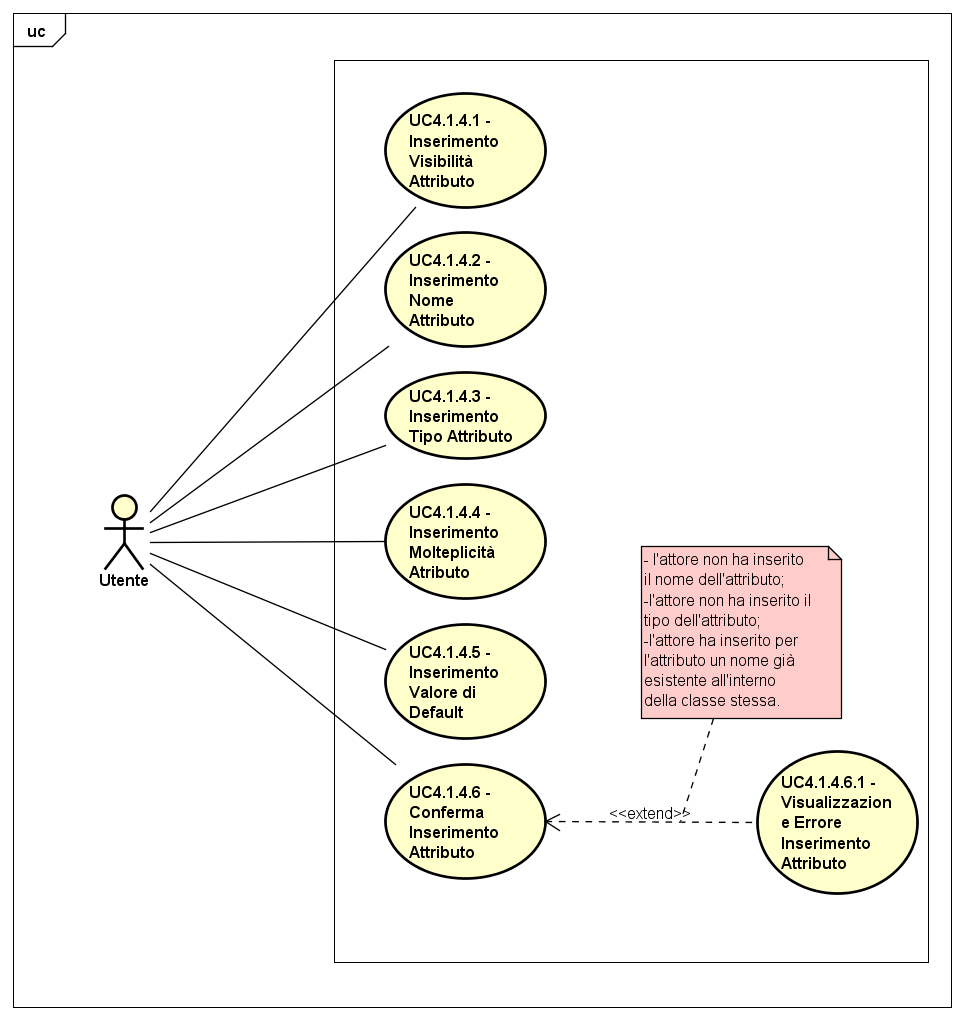 uc
UC4.1.4.1 -
Inserimento
Visibilità
Attributo
UC4.1.4.2 -
Inserimento
Nome
Attributo
UC4.1.4.3 -
Inserimento
Tipo Attributo
UC4.1.4.4 -
Inserimento
Molteplicità
Atributo
Utente
- l'attore non ha inserito
il nome dell'attributo;
-l'attore non ha inserito il
tipo dell'attributo;
-l'attore ha inserito per
l'attributo un nome già
esistente all'interno
della classe stessa.
UC4.1.4.5 -
Inserimento
Valore di
Default
UC4.1.4.6 -
Conferma
Inserimento
Attributo
<<extend>>
UC4.1.4.6.1 -
Visualizzazion
e Errore
Inserimento
Attributo